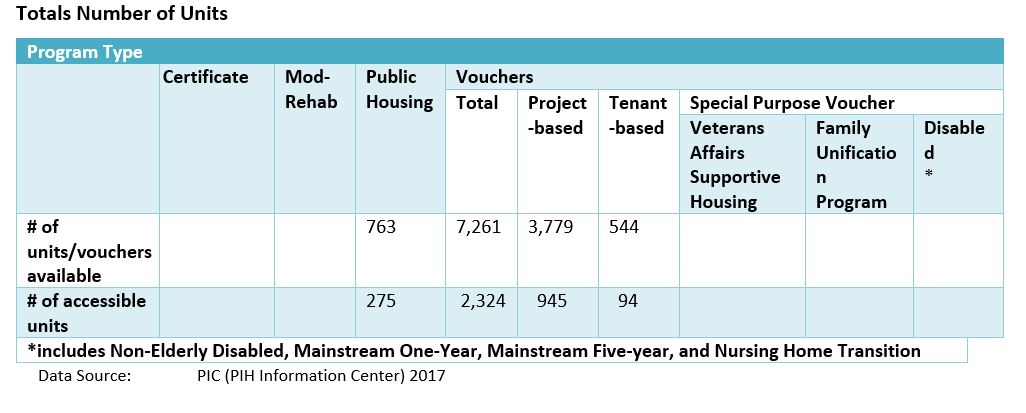 Totals Number of Units
Program Type
Certificate Mod- Public Vouchers
Rehab Housing Total Project Tenant Special Purpose Voucher
-based -based Veterans Family Disable
Affairs Unificatio d
Supportive n *
Housing Program
# of 763 7,261 3,779 544
units/vouchers
available
# of accessible 275 2,324 945 94
units
*includes Non-Elderly Disabled, Mainstream One-Year, Mainstream Five-year, and Nursing Home Transition
Data Source: PIC (PIH Information Center) 2017